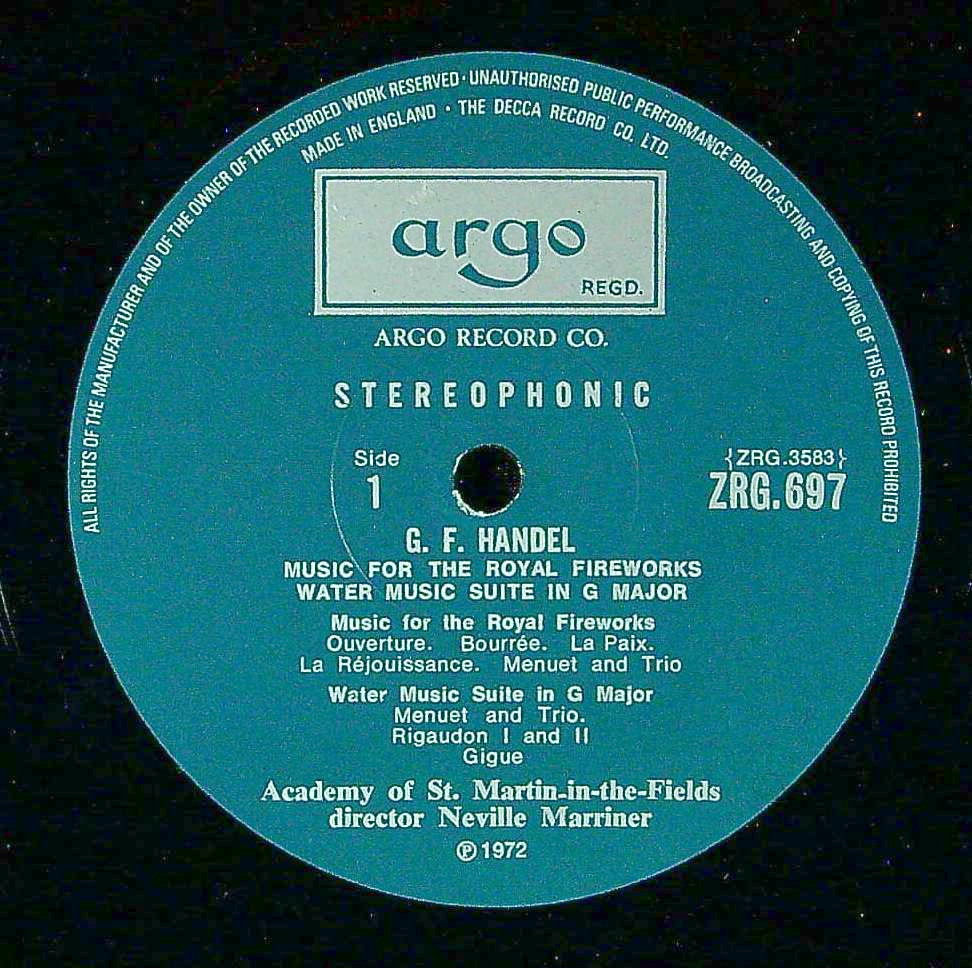 ALL RIGHTS OF THE MANUFACTURER AND OF THE OWNER OF THE RECORDED WORK RESERVED · UNAUTHORISED PUBLIC PERFORMANCE BROADCASTING AND COPYING OF THIS RECORD PROHIBITED
MADE IN ENGLAND · THE DECCA RECORD CO. LTD.
argo
REGD.
ARGO RECORD CO.
STEREOPHONIC
Side
1
{ZRG.3583}
ZRG.697
G. F. HANDEL
MUSIC FOR THE ROYAL FIREWORKS
WATER MUSIC SUITE IN G MAJOR
Music for the Royal Fireworks
Ouverture. Bourrée. La Paix.
La Réjouissance. Menuet and Trio
Water Music Suite in G Major
Menuet and Trio.
Rigaudon I and II
Gigue
Academy of St. Martin-in-the-Fields
director Neville Marriner
Ⓟ 1972